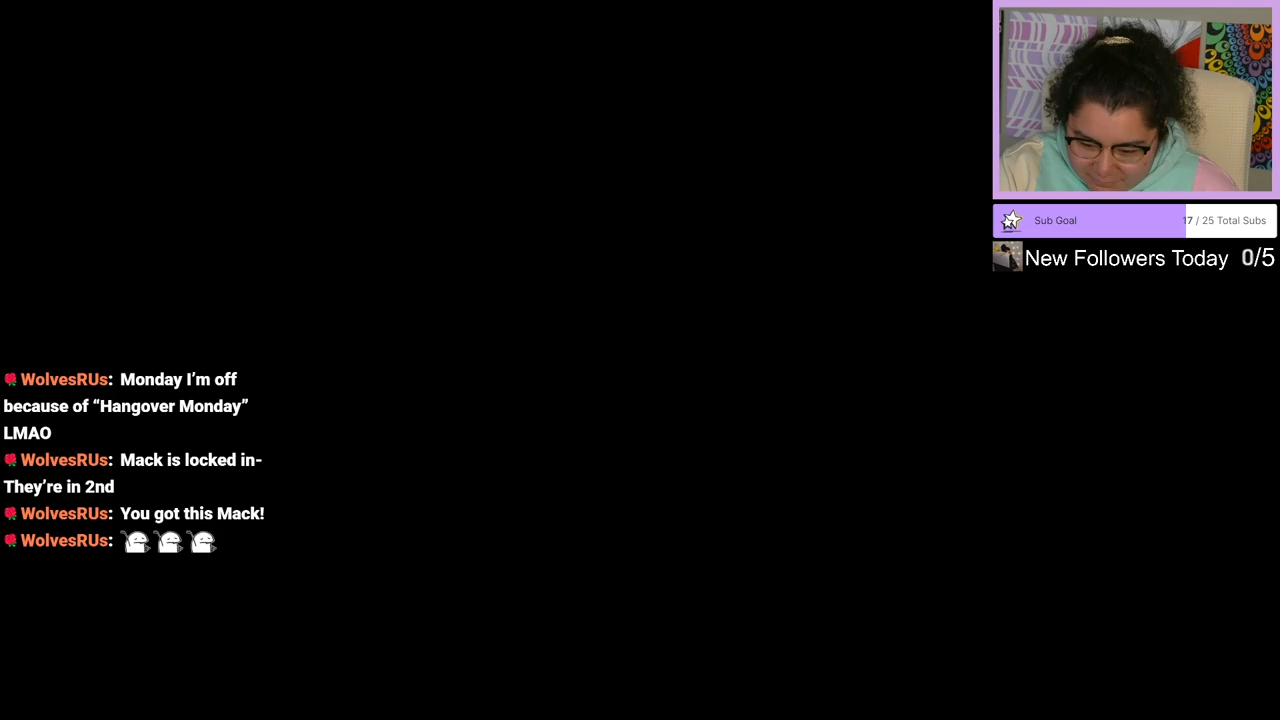 Sub Goal
17 / 25 Total Subs
New Followers Today 0/5
WolvesRUs: Monday I’m off
because of “Hangover Monday”
LMAO
WolvesRUs: Mack is locked in-
They’re in 2nd
WolvesRUs: You got this Mack!
WolvesRUs: